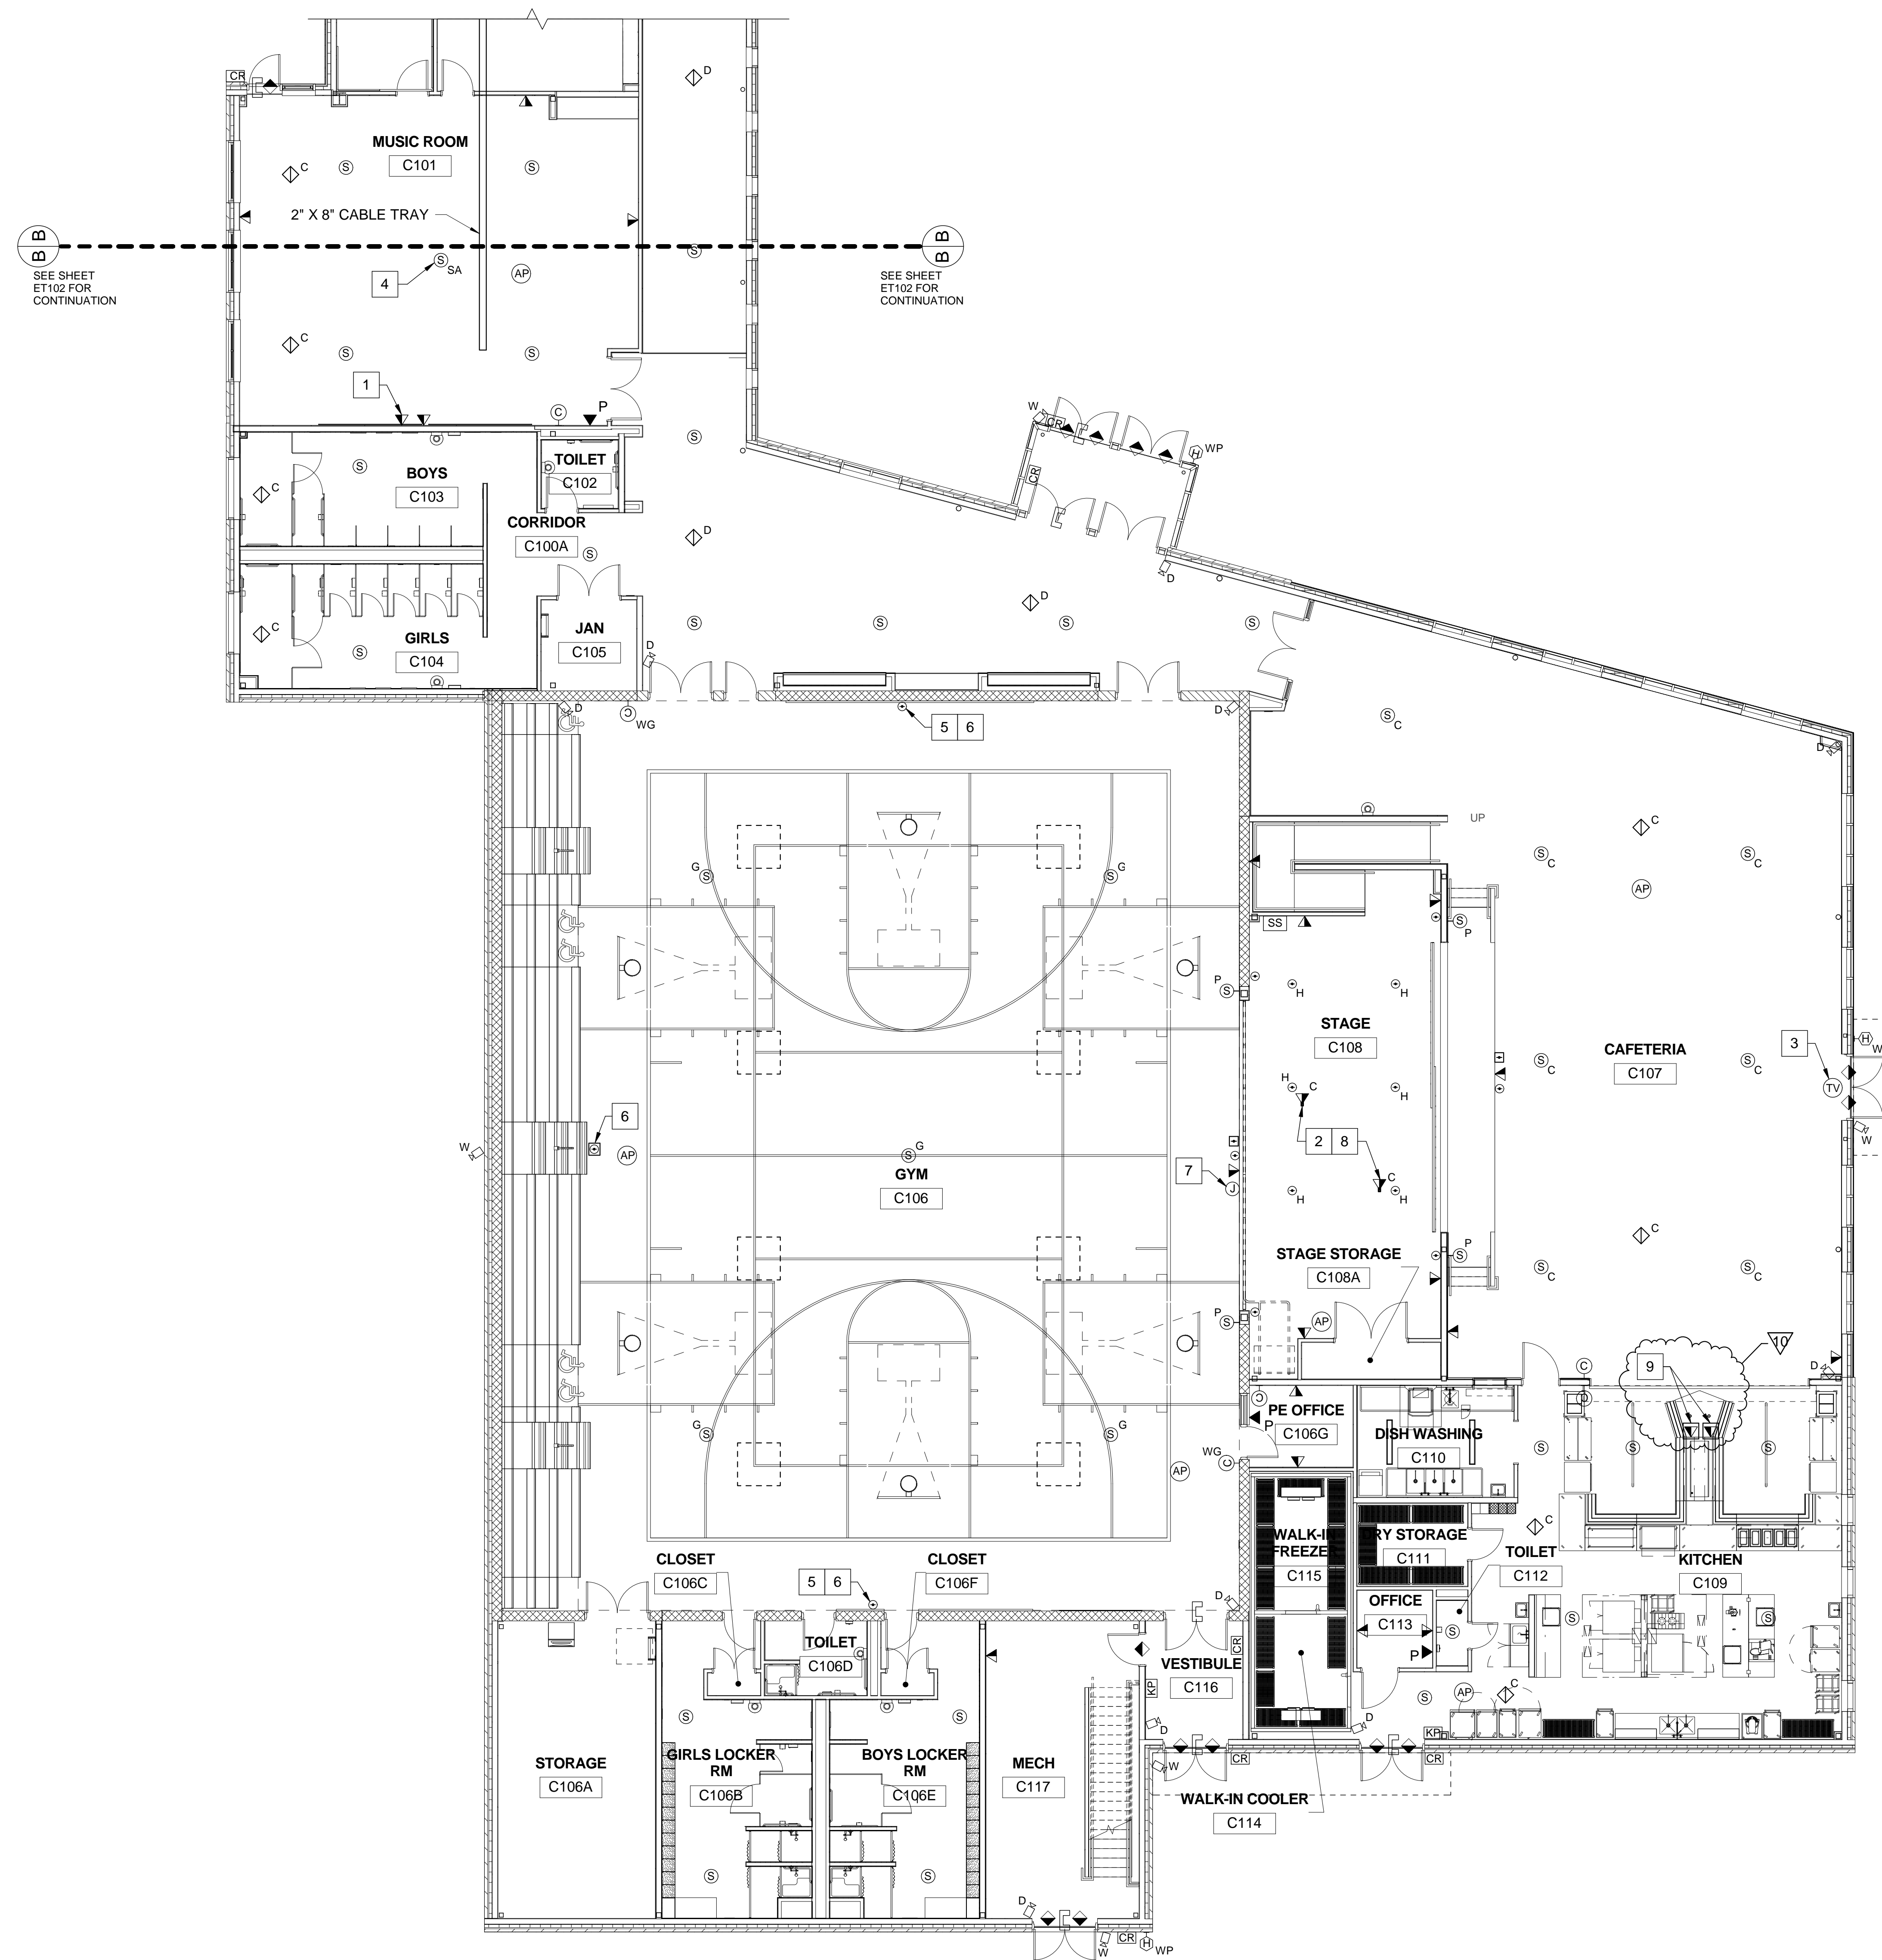 CR
D
MUSIC ROOM
C101
C
S
S
2" X 8" CABLE TRAY
B
B
SEE SHEET
ET102 FOR
CONTINUATION
4
S
SA
AP
S
B
B
SEE SHEET
ET102 FOR
CONTINUATION
C
S
S
1
C
P
W
CR
H
WP
CR
S
BOYS
C103
C
S
TOILET
C102
CORRIDOR
C100A
S
D
D
D
GIRLS
C104
C
S
JAN
C105
S
S
S
S
D
D
C
WG
5
6
D
S
C
D
UP
C
G
S
G
S
S
C
S
C
AP
SS
S
P
P
S
H
H
STAGE
C108
CAFETERIA
C107
3
TV
H
W
H
C
H
S
C
S
C
6
W
AP
G
S
GYM
C106
7
J
2
8
C
H
H
W
STAGE STORAGE
C108A
P
S
C
S
C
S
C
P
S
AP
10
9
D
C
C
C
G
S
G
S
P
PE OFFICE
C106G
WG
C
AP
DISH WASHING
C110
S
S
S
WALK-IN
FREEZER
C115
DRY STORAGE
C111
C
TOILET
C112
KITCHEN
C109
CLOSET
C106C
5
6
CLOSET
C106F
D
OFFICE
C113
S
P
S
S
TOILET
C106D
CR
VESTIBULE
C116
KP
D
S
AP
C
D
KP
S
S
STORAGE
C106A
GIRLS LOCKER
RM
C106B
BOYS LOCKER
RM
C106E
MECH
C117
W
CR
CR
WALK-IN COOLER
C114
S
S
D
W
CR
H
WP